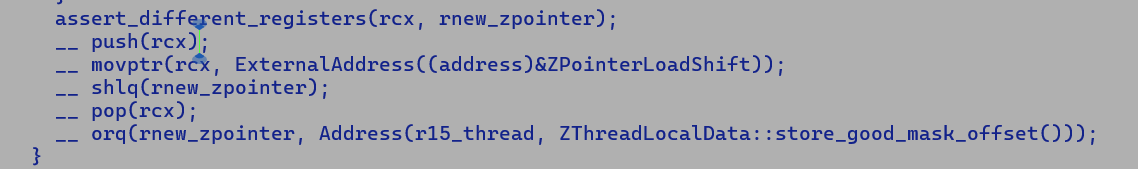 assert_different_registers(rcx, rnew_zpointer);
__ push(rcx);
__ movptr(rcx, ExternalAddress((address)&ZPointerLoadShift));
__ shlq(rnew_zpointer);
__ pop(rcx);
__ orq(rnew_zpointer, Address(r15_thread, ZThreadLocalData::store_good_mask_offset()));
}